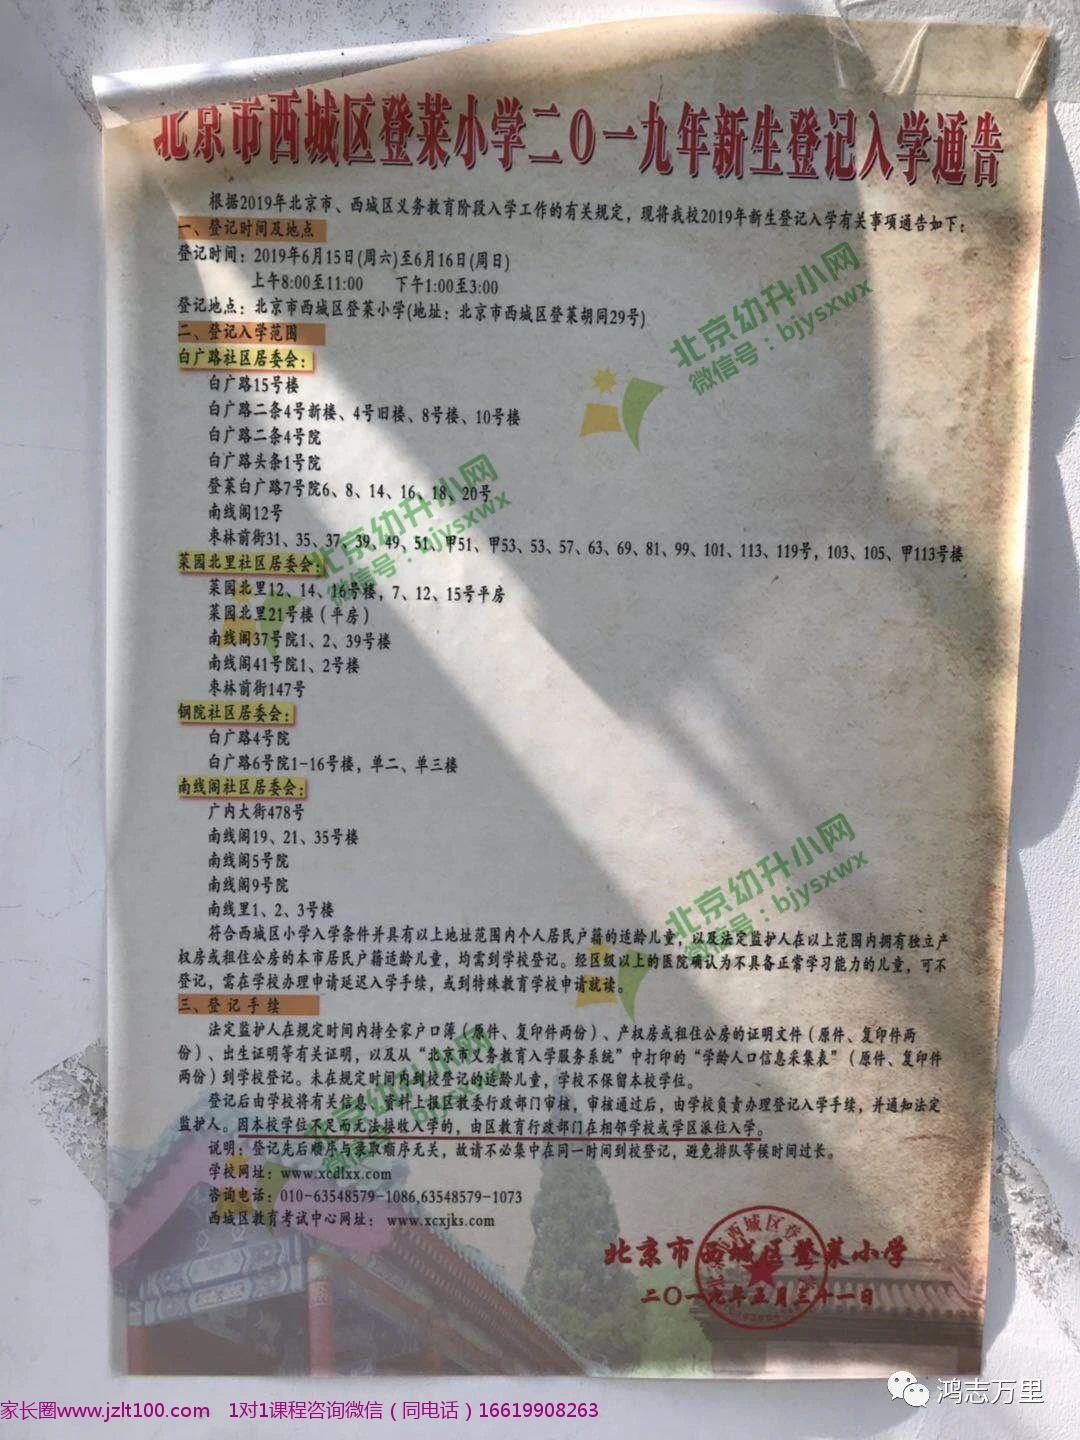 北京市西城区登莱小学二〇一九年新生登记入学通告
根据2019年北京市、西城区义务教育阶段入学工作的有关规定，现将我校2019年新生登记入学有关事项通告如下：
一、登记时间及地点
登记时间：2019年6月15日(周六)至6月16日(周日)
上午8:00至11:00 下午1:00至3:00
登记地点：北京市西城区登莱小学(地址：北京市西城区登莱胡同29号)
二、登记入学范围
白广路社区居委会：
白广路15号楼
白广路二条4号新楼、4号旧楼、8号楼、10号楼
白广路二条4号院
白广路头条1号院
登莱白广路7号院6、8、14、16、18、20号
南线阁12号
枣林前街31、35、37、39、49、51、甲51、甲53、53、57、63、69、81、99、101、113、119号，103、105、甲113号楼
菜园北里社区居委会：
菜园北里12、14、16号楼，7、12、15号平房
菜园北里21号楼（平房）
南线阁37号院1、2、39号楼
南线阁41号院1、2号楼
枣林前街147号
钢院社区居委会：
白广路4号院
白广路6号院1-16号楼，单二、单三楼
南线阁社区居委会：
广内大街478号
南线阁19、21、35号楼
南线阁5号院
南线阁9号院
南线里1、2、3号楼
符合西城区小学入学条件并具有以上地址范围内个人居民户籍的适龄儿童，以及法定监护人在以上范围内拥有独立产
权房或租住公房的本市居民户籍适龄儿童，均需到学校登记。经区级以上的医院确认为不具备正常学习能力的儿童，可不
登记，需在学校办理申请延迟入学手续，或到特殊教育学校申请就读。
三、登记手续
法定监护人在规定时间内持全家户口簿（原件、复印件两份）、产权房或租住公房的证明文件（原件、复印件两
份）、出生证明等有关证明，以及从“北京市义务教育入学服务系统”中打印的“学龄人口信息采集表”（原件、复印件
两份）到学校登记。未在规定时间内到校登记的适龄儿童，学校不保留本校学位。
登记后由学校将有关信息、资料上报区教委行政部门审核，审核通过后，由学校负责办理登记入学手续，并通知法定
监护人。因本校学位不足而无法接收入学的，由区教育行政部门在相邻学校或学区派位入学。
说明：登记先后顺序与录取顺序无关，故请不必集中在同一时间到校登记，避免排队等候时间过长。
学校网址：www.xcdlxx.com
咨询电话：010-63548579-1086,63548579-1073
西城区教育考试中心网址：www.xcxjks.com
北京市西城区登莱小学
二〇一九年五月三十一日
北京幼升小网
微信号：bjysxwx
北京幼升小网
微信号：bjysxwx
北京幼升小网
微信号：bjysxwx
北京幼升小网
微信号：bjysxwx
鸿志万里
家长圈www.jzlt100.com 1对1课程咨询微信（同电话）16619908263